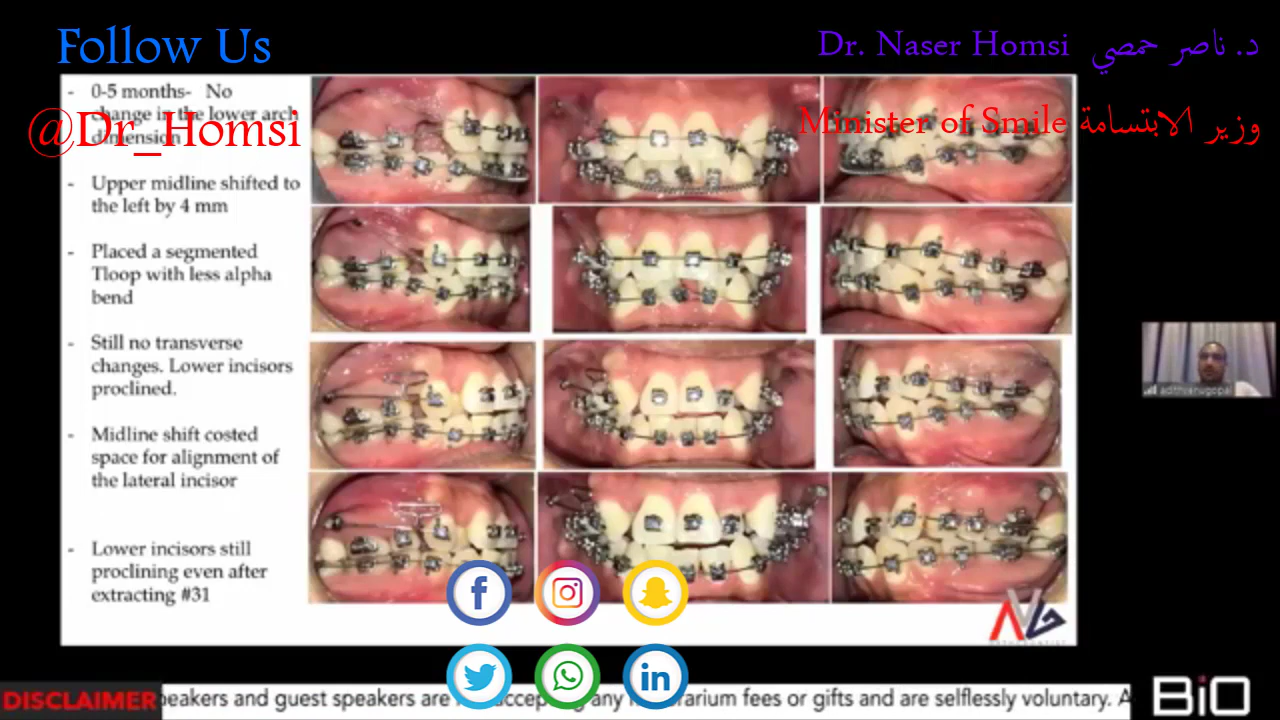 Follow Us
Dr. Naser Homsi د. ناصر حمصي
@Dr_Homsi
Minister of Smile وزير الابتسامة
- 0-5 months- No
change in the lower arch
dimension
- Upper midline shifted to
the left by 4 mm
- Placed a segmented
Tloop with less alpha
bend
- Still no transverse
changes. Lower incisors
proclined.
- Midline shift costed
space for alignment of
the lateral incisor
- Lower incisors still
proclining even after
extracting #31
adithianugopal
DISCLAIMER
speakers and guest speakers are any fees or gifts and are selflessly voluntary. A
BiO